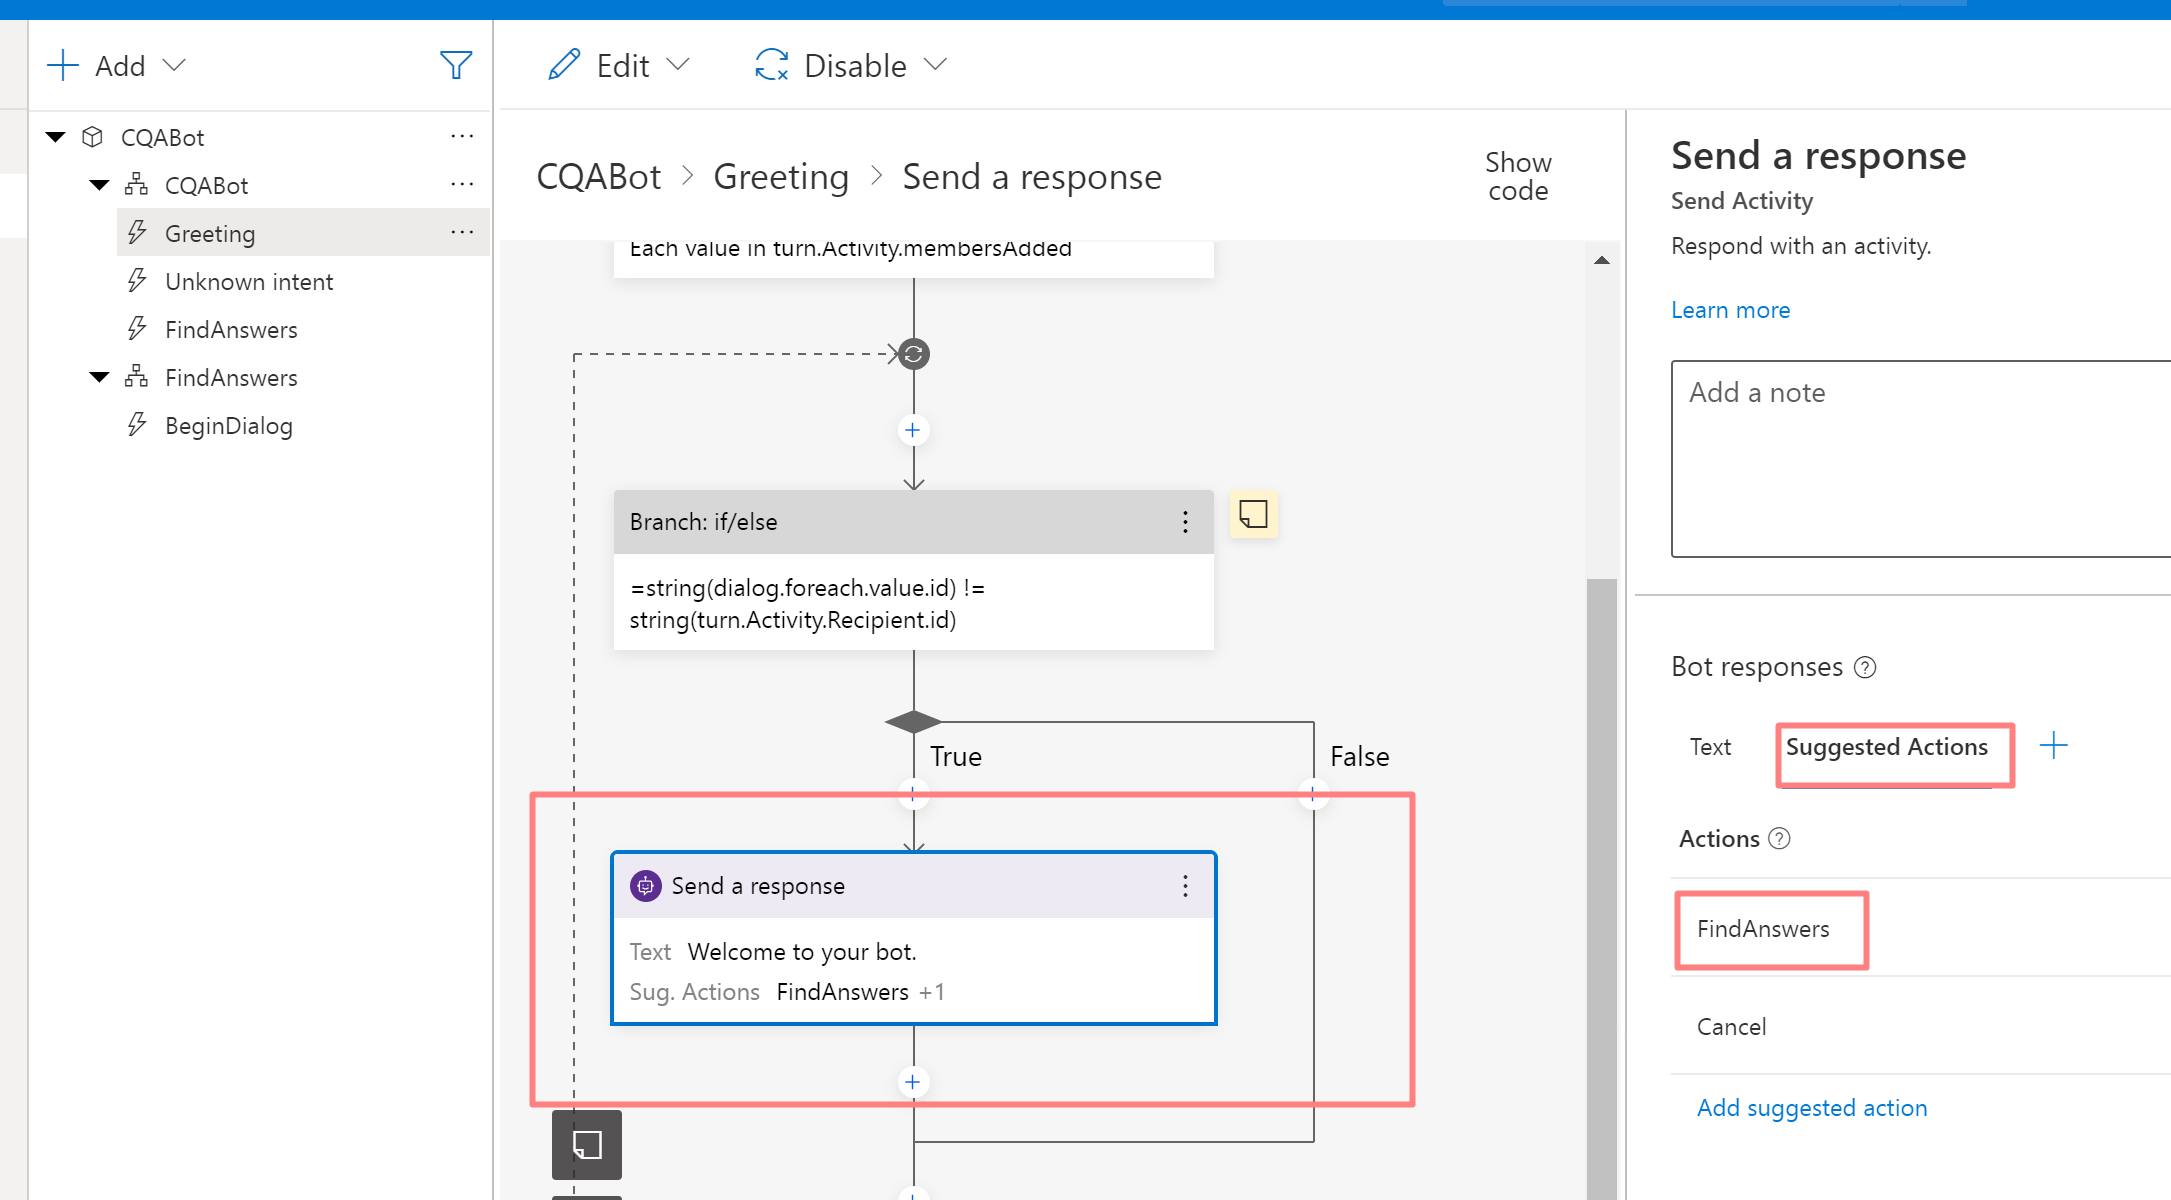 Add
CQABot
CQABot
Greeting
Unknown intent
FindAnswers
FindAnswers
BeginDialog
Edit
Disable
CQABot > Greeting > Send a response
Show
code
Each value in turn.Activity.membersAdded
Branch: if/else
=string(dialog.foreach.value.id) !=
string(turn.Activity.Recipient.id)
True
False
Send a response
Text Welcome to your bot.
Sug. Actions FindAnswers +1
Send a response
Send Activity
Respond with an activity.
Learn more
Add a note
Bot responses
Text Suggested Actions
Actions
FindAnswers
Cancel
Add suggested action